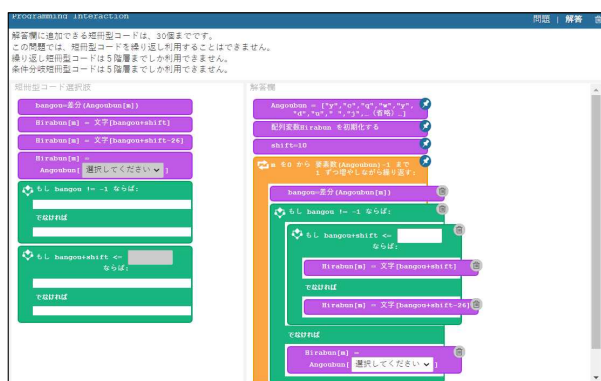 Programming Interaction
問題 | 解答
解答欄に追加できる短冊型コードは、30個までです。
この問題では、短冊型コードを繰り返し利用することはできません。
繰り返し短冊型コードは５階層までしか利用できません。
条件分岐短冊型コードは５階層までしか利用できません。
短冊型コード選択肢
bangou=差分(Angoubun[m])
Hirabun[m] = 文字[bangou+shift]
Hirabun[m] = 文字[bangou+shift-26]
Hirabun[m] =
Angoubun[ 選択してください ]
もし bangou != -1 ならば:
でなければ
もし bangou+shift <=
ならば:
でなければ
解答欄
Angoubun = ["y","c","q","w","y",
"d","u"," ","j",…(省略)…]
配列変数Hirabun を初期化する
shift=10
m を0 から 要素数(Angoubun)-1 まで
1 ずつ増やしながら繰り返す:
bangou=差分(Angoubun[m])
もし bangou != -1 ならば:
もし bangou+shift <=
ならば:
Hirabun[m] = 文字[bangou+shift]
でなければ
Hirabun[m] = 文字[bangou+shift-26]
でなければ
Hirabun[m] =
Angoubun[ 選択してください ]